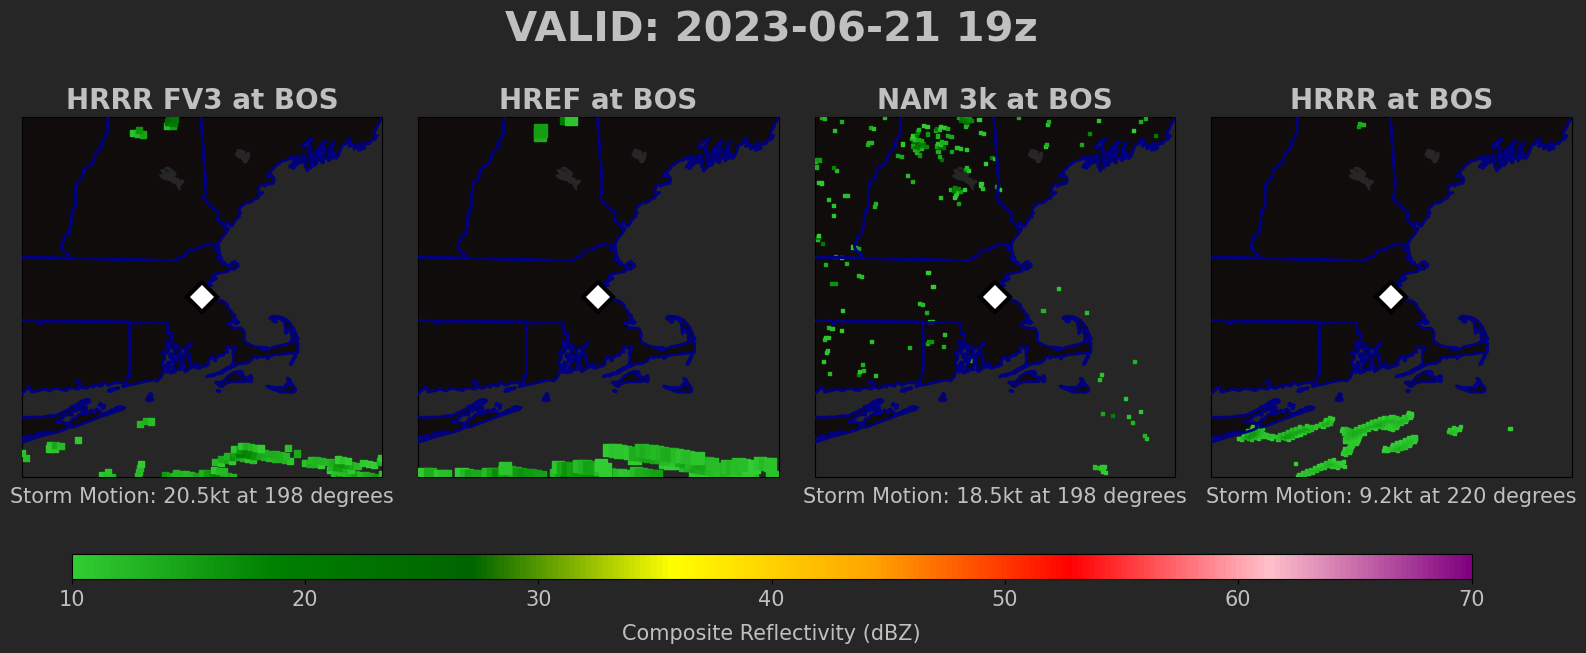 VALID: 2023-06-21 19z
HRRR FV3 at BOS
HREF at BOS
NAM 3k at BOS
HRRR at BOS
Storm Motion: 20.5kt at 198 degrees
Storm Motion: 18.5kt at 198 degrees
Storm Motion: 9.2kt at 220 degrees
10 20 30 40 50 60 70
Composite Reflectivity (dBZ)